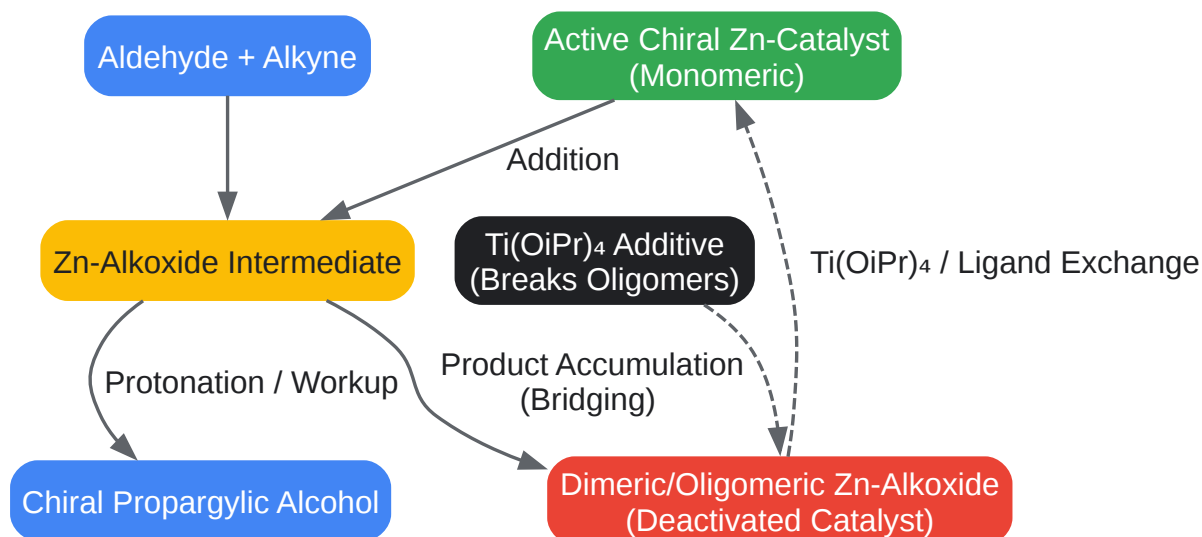 Aldehyde + Alkyne
Active Chiral Zn-Catalyst
(Monomeric)
Addition
Zn-Alkoxide Intermediate
Ti(OiPr)₄ Additive
(Breaks Oligomers)
Ti(OiPr)₄ / Ligand Exchange
Protonation / Workup
Product Accumulation
(Bridging)
Chiral Propargylic Alcohol
Dimeric/Oligomeric Zn-Alkoxide
(Deactivated Catalyst)